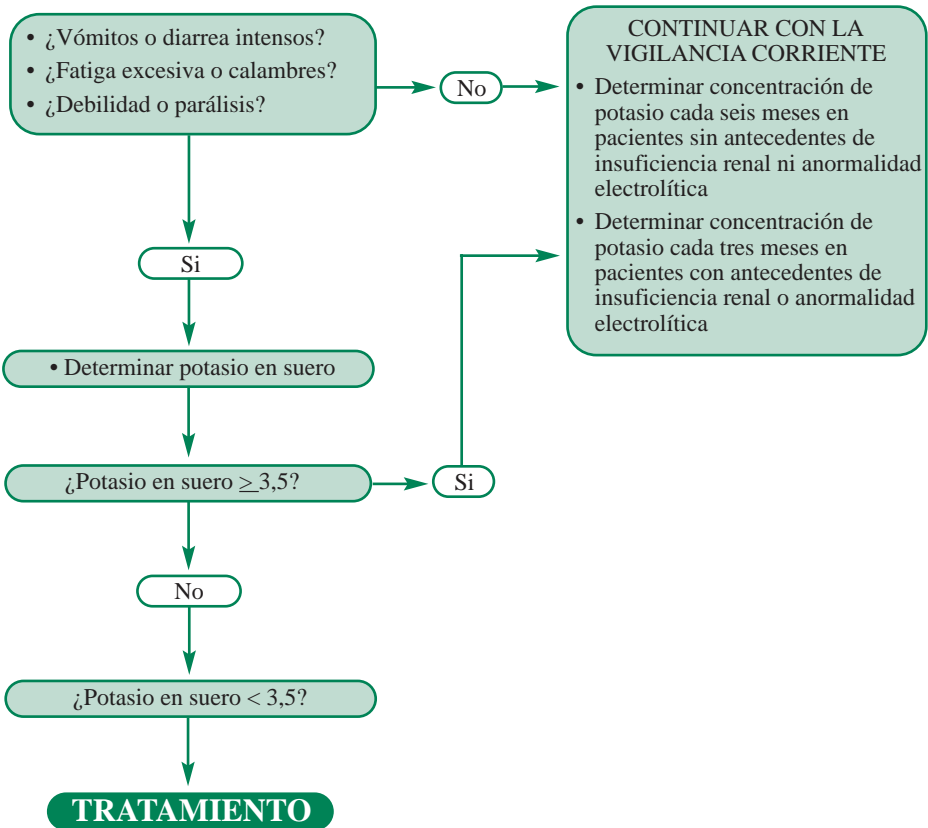 • ¿Vómitos o diarrea intensos?
• ¿Fatiga excesiva o calambres?
• ¿Debilidad o parálisis?
No
CONTINUAR CON LA
VIGILANCIA CORRIENTE
• Determinar concentración de
potasio cada seis meses en
pacientes sin antecedentes de
insuficiencia renal ni anormalidad
electrolítica
• Determinar concentración de
potasio cada tres meses en
pacientes con antecedentes de
insuficiencia renal o anormalidad
electrolítica
Si
• Determinar potasio en suero
¿Potasio en suero ≥3,5?
Si
No
¿Potasio en suero < 3,5?
TRATAMIENTO